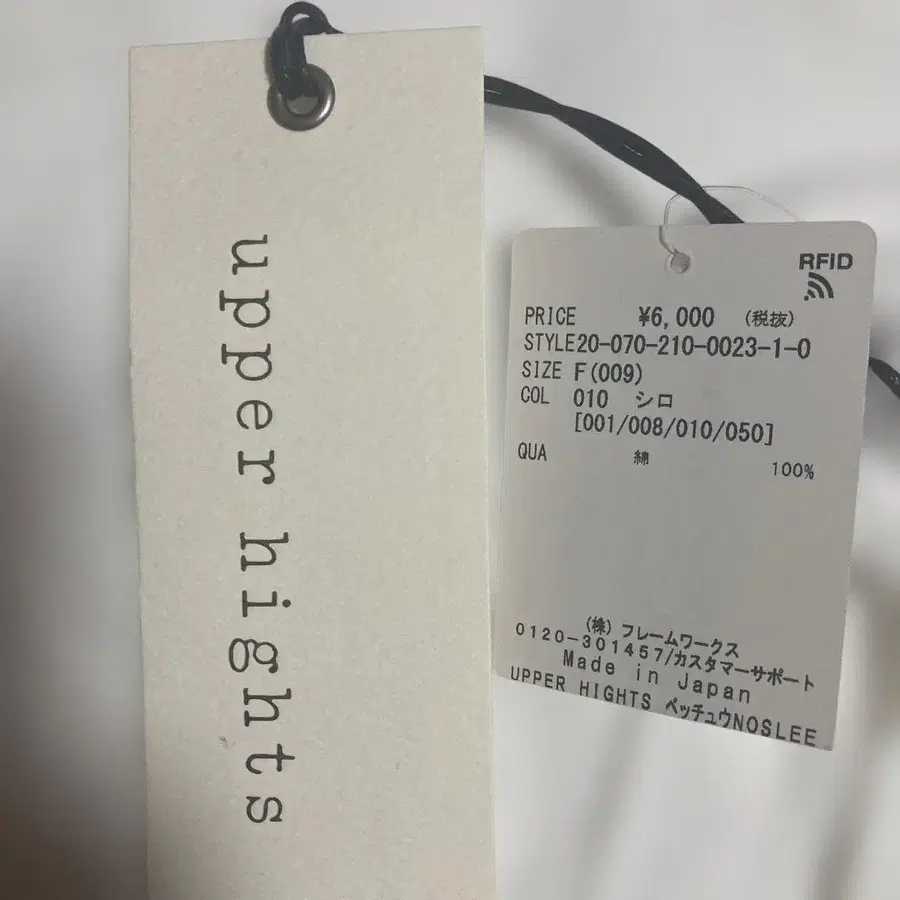 upper hights
RFID
PRICE ¥6,000 (税抜)
STYLE20-070-210-0023-1-0
SIZE F(009)
COL 010 シロ
[001/008/010/050]
QUA 綿 100%
(株) フレームワークス
0120-301457/カスタマーサポート
Made in Japan
UPPER HIGHTS ベッチュウNOSLEE